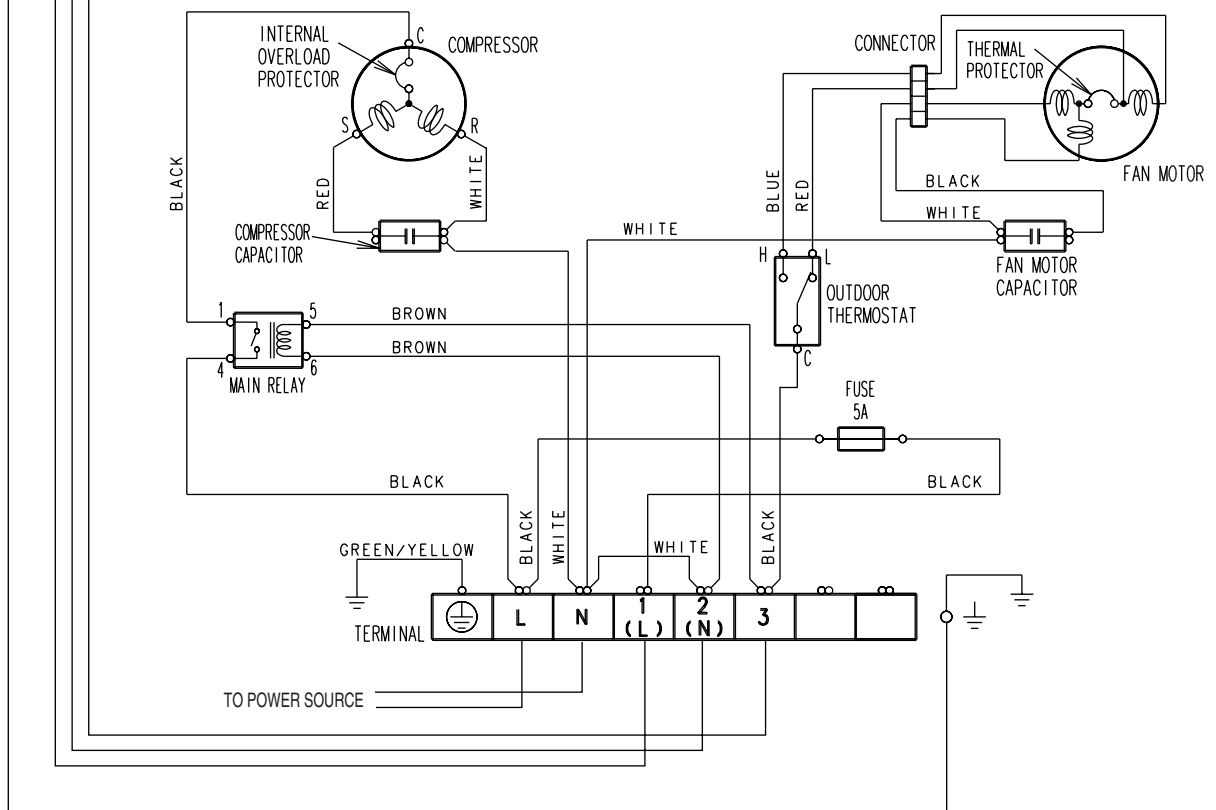 INTERNAL
OVERLOAD
PROTECTOR
C
COMPRESSOR
S
R
BLACK
RED
WHITE
COMPRESSOR
CAPACITOR
CONNECTOR
THERMAL
PROTECTOR
FAN MOTOR
BLACK
WHITE
BLUE
RED
WHITE
FAN MOTOR
CAPACITOR
H
L
OUTDOOR
THERMOSTAT
C
1
5
BROWN
BROWN
4
6
MAIN RELAY
FUSE
5A
BLACK
BLACK
BLACK
WHITE
WHITE
BLACK
GREEN/YELLOW
TERMINAL
L
N
1
(L)
2
(N)
3
TO POWER SOURCE